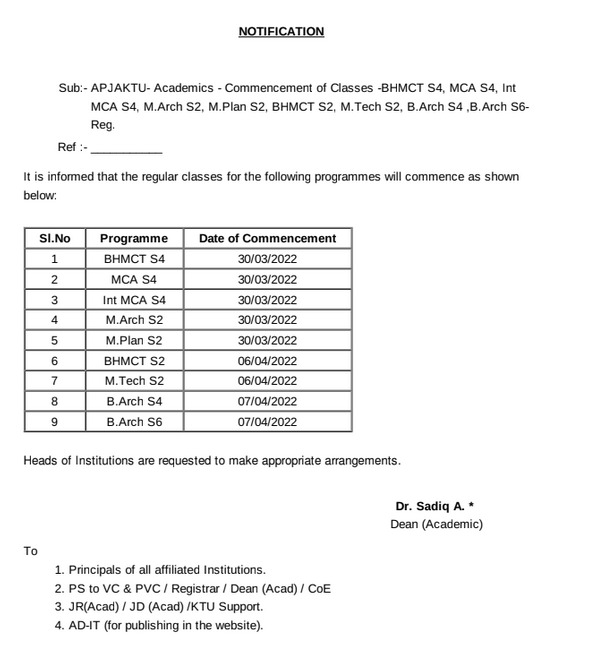 NOTIFICATION
Sub:- APJAKTU- Academics - Commencement of Classes -BHMCT S4, MCA S4, Int
MCA S4, M.Arch S2, M.Plan S2, BHMCT S2, M.Tech S2, B.Arch S4 ,B.Arch S6-
Reg.
Ref :- ___________
It is informed that the regular classes for the following programmes will commence as shown
below:
Sl.No Programme Date of Commencement
1 BHMCT S4 30/03/2022
2 MCA S4 30/03/2022
3 Int MCA S4 30/03/2022
4 M.Arch S2 30/03/2022
5 M.Plan S2 30/03/2022
6 BHMCT S2 06/04/2022
7 M.Tech S2 06/04/2022
8 B.Arch S4 07/04/2022
9 B.Arch S6 07/04/2022
Heads of Institutions are requested to make appropriate arrangements.
Dr. Sadiq A. *
Dean (Academic)
To
1. Principals of all affiliated Institutions.
2. PS to VC & PVC / Registrar / Dean (Acad) / CoE
3. JR(Acad) / JD (Acad) /KTU Support.
4. AD-IT (for publishing in the website).